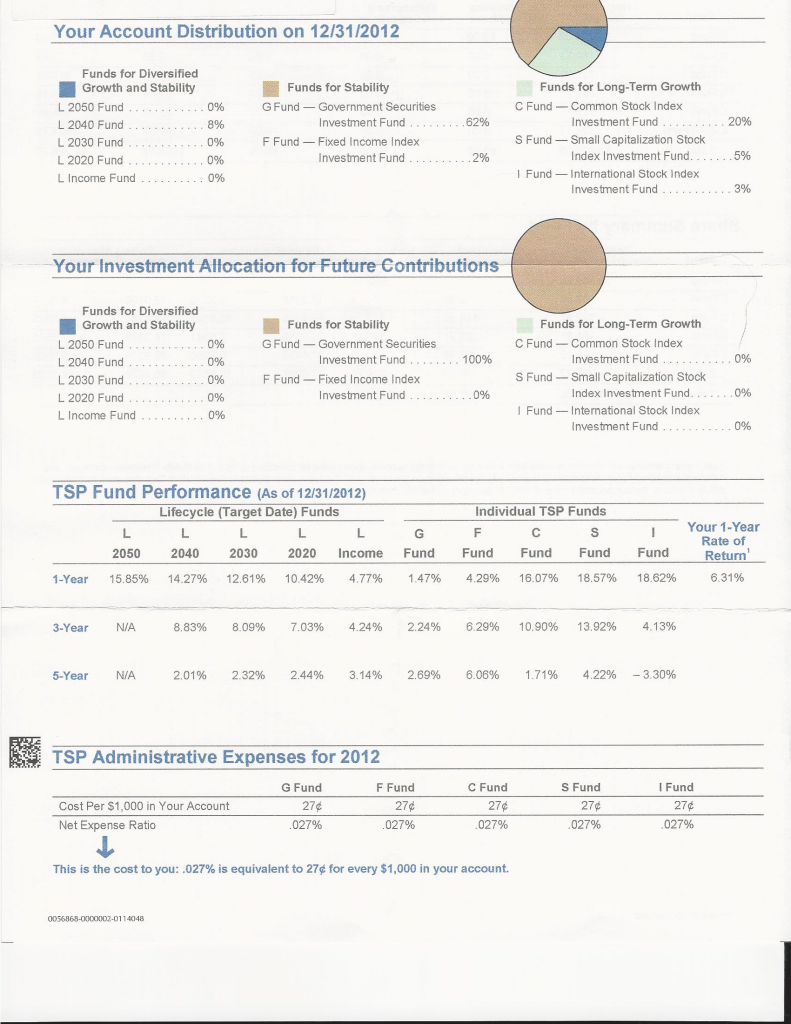 Your Account Distribution on 12/31/2012
Funds for Diversified
Growth and Stability
L 2050 Fund . . . . . . . . . . . 0%
L 2040 Fund . . . . . . . . . . . 8%
L 2030 Fund . . . . . . . . . . . 0%
L 2020 Fund . . . . . . . . . . . 0%
L Income Fund . . . . . . . . . 0%
Funds for Stability
G Fund — Government Securities
Investment Fund . . . . . . . . 62%
F Fund — Fixed Income Index
Investment Fund . . . . . . . . . 2%
Funds for Long-Term Growth
C Fund — Common Stock Index
Investment Fund . . . . . . . . . 20%
S Fund — Small Capitalization Stock
Index Investment Fund. . . . . . . 5%
I Fund — International Stock Index
Investment Fund . . . . . . . . . . 3%
Your Investment Allocation for Future Contributions
Funds for Diversified
Growth and Stability
L 2050 Fund . . . . . . . . . . . 0%
L 2040 Fund . . . . . . . . . . . 0%
L 2030 Fund . . . . . . . . . . . 0%
L 2020 Fund . . . . . . . . . . . 0%
L Income Fund . . . . . . . . . 0%
Funds for Stability
G Fund — Government Securities
Investment Fund . . . . . . . . 100%
F Fund — Fixed Income Index
Investment Fund . . . . . . . . . 0%
Funds for Long-Term Growth
C Fund — Common Stock Index
Investment Fund . . . . . . . . . . 0%
S Fund — Small Capitalization Stock
Index Investment Fund. . . . . . . 0%
I Fund — International Stock Index
Investment Fund . . . . . . . . . . 0%
TSP Fund Performance (As of 12/31/2012)
Lifecycle (Target Date) Funds Individual TSP Funds
L L L L L G F C S I Your 1-Year
2050 2040 2030 2020 Income Fund Fund Fund Fund Fund Rate of
Return¹
1-Year 15.85% 14.27% 12.61% 10.42% 4.77% 1.47% 4.29% 16.07% 18.57% 18.62% 6.31%
3-Year N/A 8.83% 8.09% 7.03% 4.24% 2.24% 6.29% 10.90% 13.92% 4.13%
5-Year N/A 2.01% 2.32% 2.44% 3.14% 2.69% 6.06% 1.71% 4.22% – 3.30%
TSP Administrative Expenses for 2012
G Fund F Fund C Fund S Fund I Fund
Cost Per $1,000 in Your Account 27¢ 27¢ 27¢ 27¢ 27¢
Net Expense Ratio .027% .027% .027% .027% .027%
This is the cost to you: .027% is equivalent to 27¢ for every $1,000 in your account.
0056868-0000002-0114048